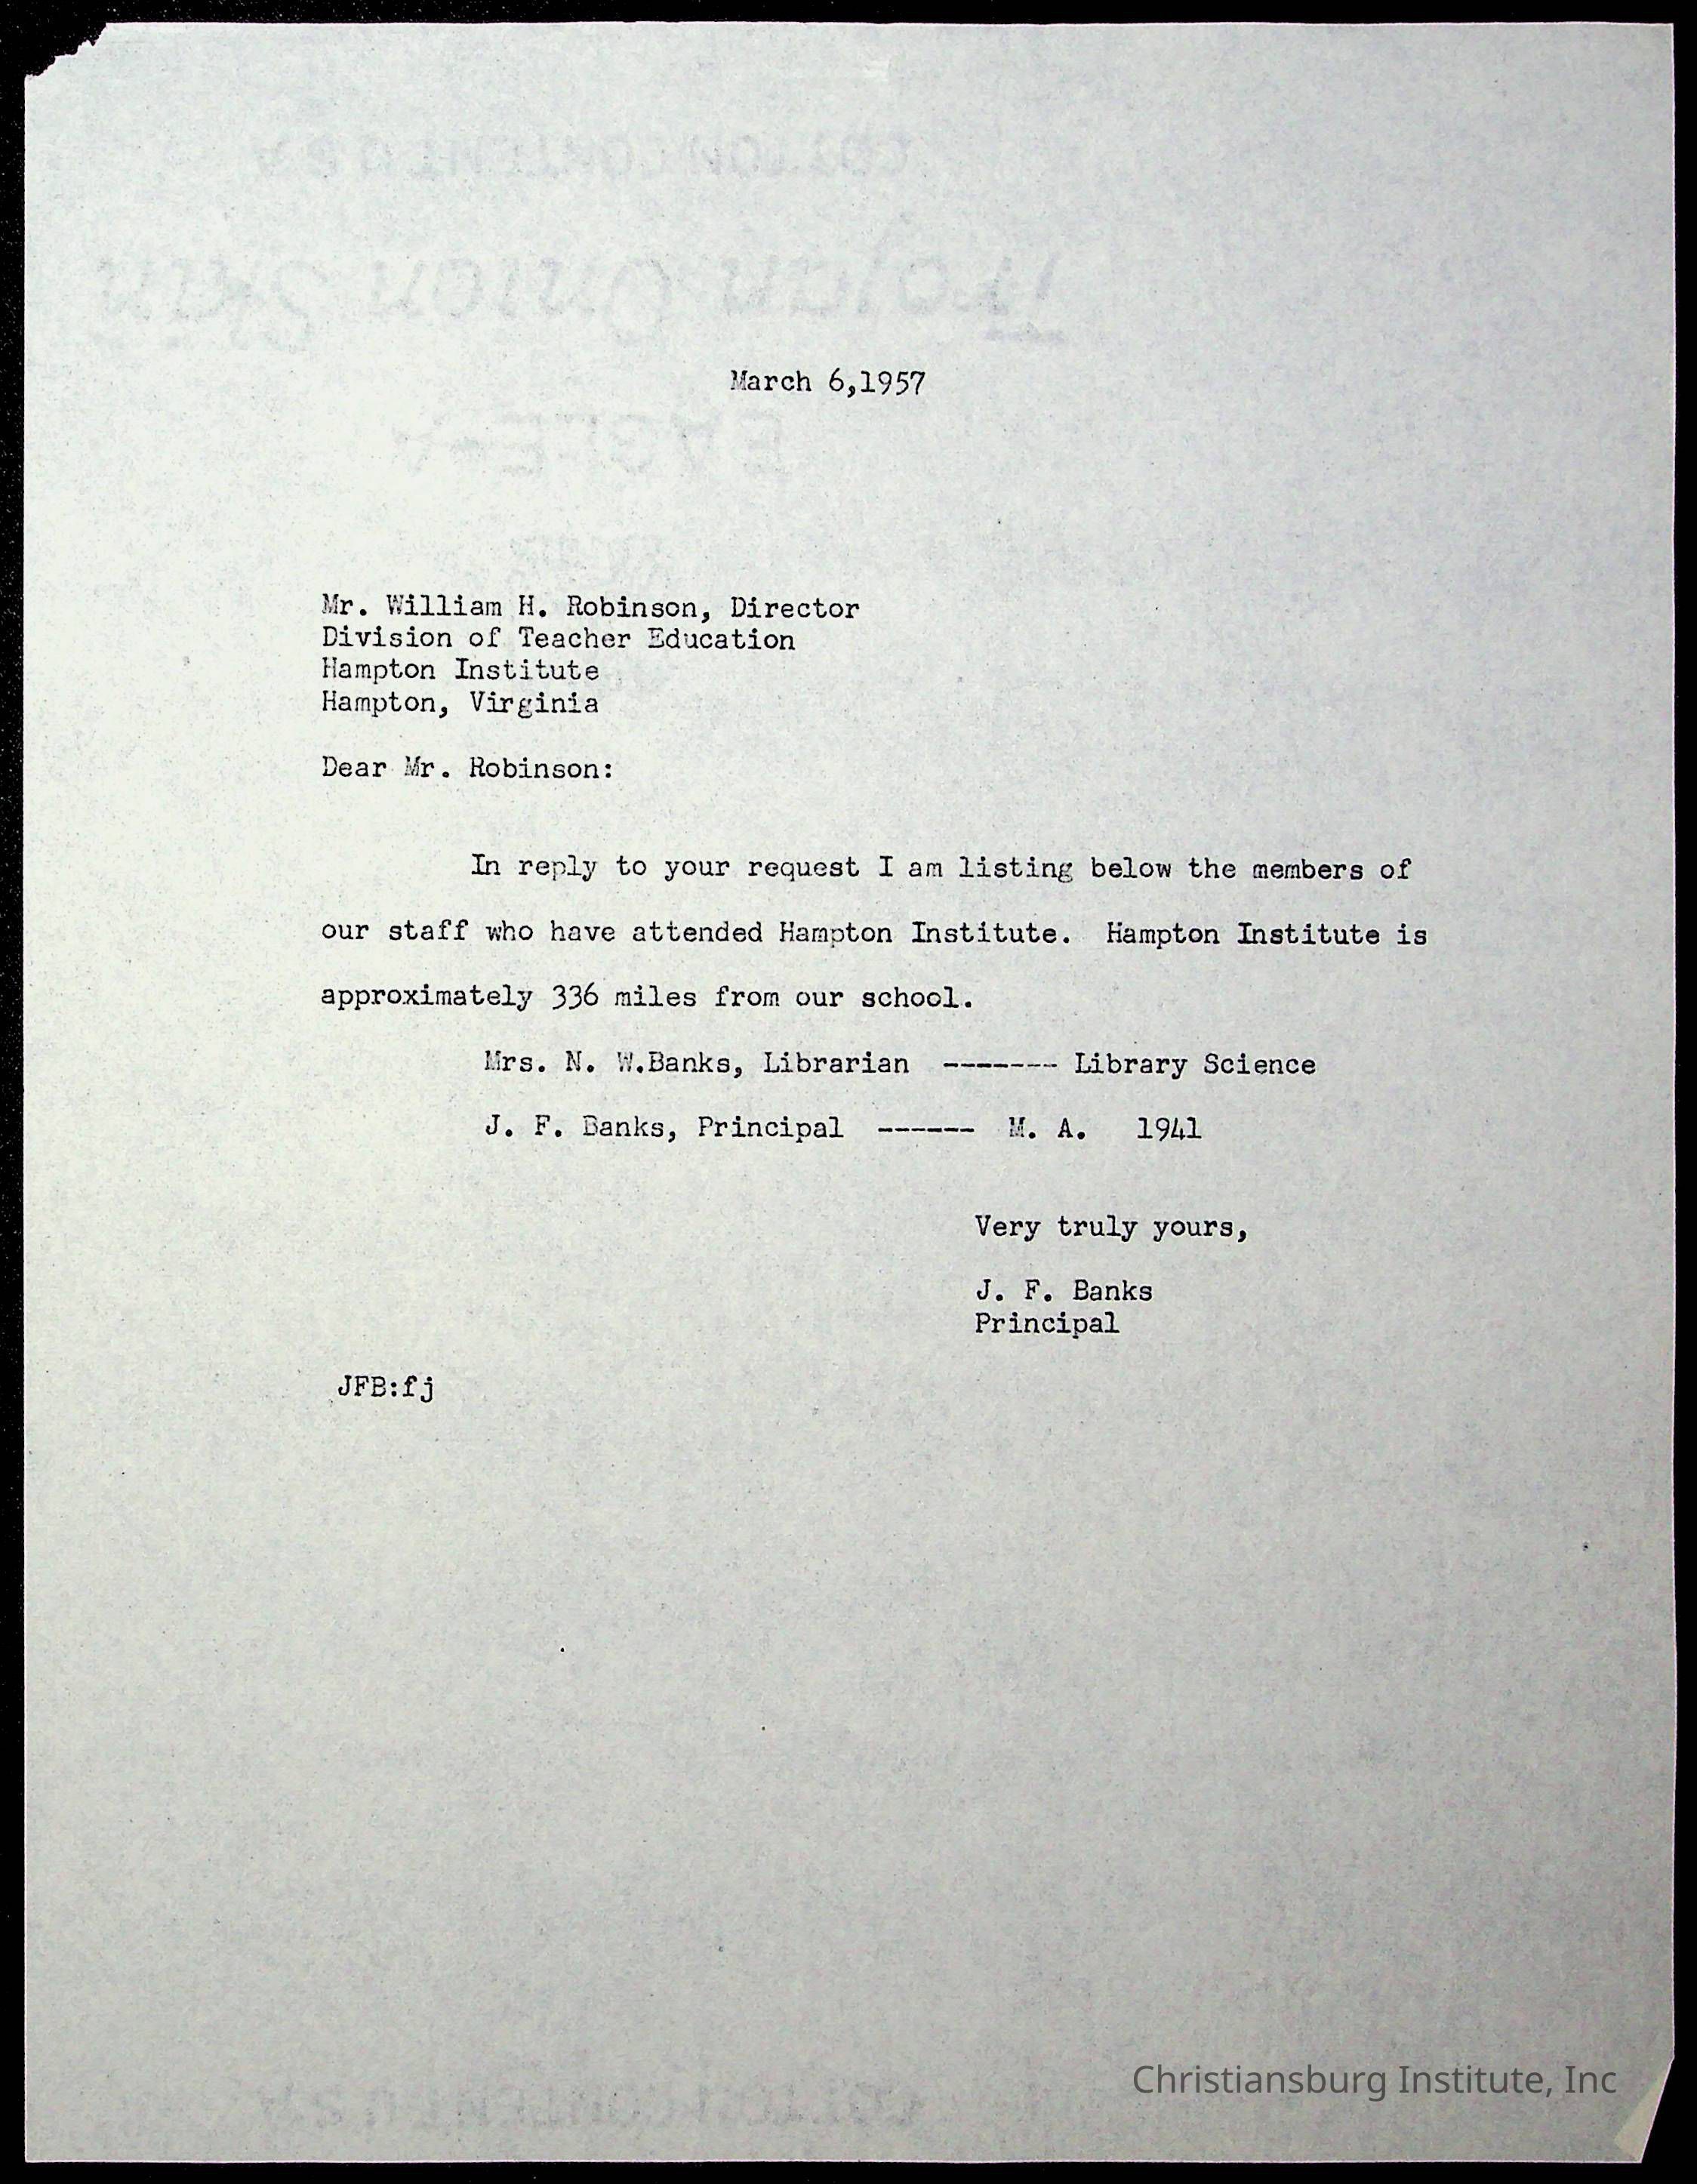 March 6,1957
Mr. William H. Robinson, Director
Division of Teacher Education
Hampton Institute
Hampton, Virginia
Dear Mr. Robinson:
In reply to your request I am listing below the members of
our staff who have attended Hampton Institute. Hampton Institute is
approximately 336 miles from our school.
Mrs. N. W.Banks, Librarian ------- Library Science
J. F. Banks, Principal ------ M. A. 1941
Very truly yours,
J. F. Banks
Principal
JFB:fj
Christiansburg Institute, Inc